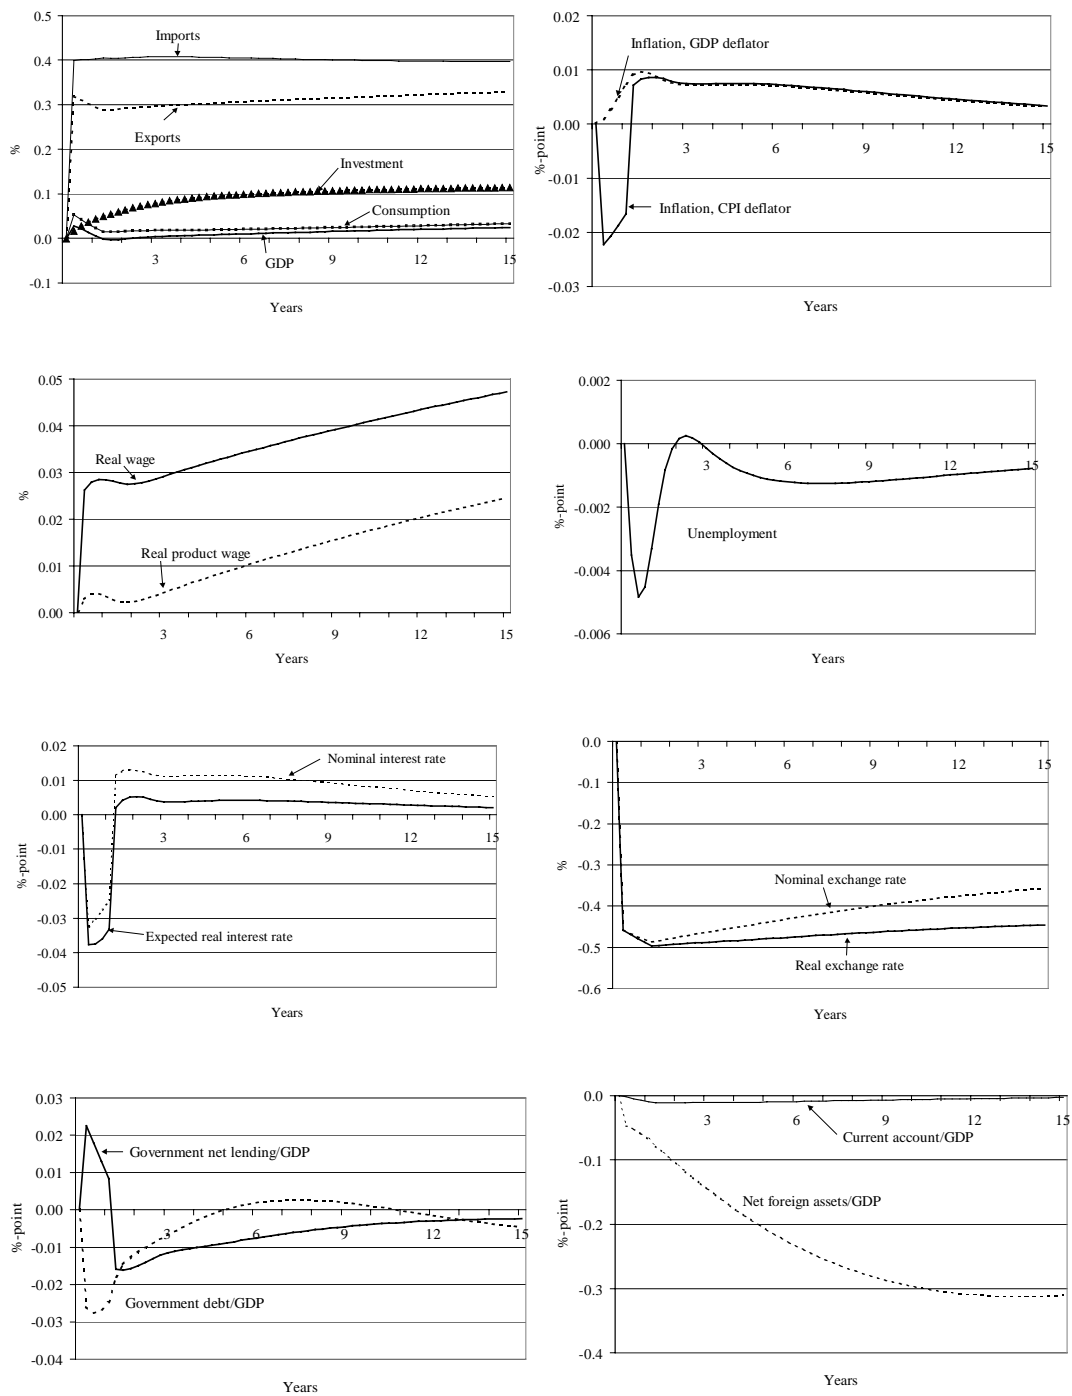 0.5
0.4
0.3
0.2
0.1
0.0
-0.1
%
Imports
Exports
Investment
Consumption
GDP
3 6 9 12 15
Years
0.02
0.01
0.00
-0.01
-0.02
-0.03
%-point
Inflation, GDP deflator
Inflation, CPI deflator
3 6 9 12 15
Years
0.05
0.04
0.03
0.02
0.01
0.00
%
Real wage
Real product wage
3 6 9 12 15
Years
0.002
0.000
-0.002
-0.004
-0.006
%-point
3 6 9 12 15
Unemployment
Years
0.02
0.01
0.00
-0.01
-0.02
-0.03
-0.04
-0.05
%-point
Nominal interest rate
3 6 9 12 15
Expected real interest rate
Years
0.0
-0.1
-0.2
-0.3
-0.4
-0.5
-0.6
%
3 6 9 12 15
Nominal exchange rate
Real exchange rate
Years
0.03
0.02
0.01
0.00
-0.01
-0.02
-0.03
-0.04
%-point
Government net lending/GDP
3 6 9 12 15
Government debt/GDP
Years
0.0
-0.1
-0.2
-0.3
-0.4
%-point
3 6 9 12 15
Current account/GDP
Net foreign assets/GDP
Years